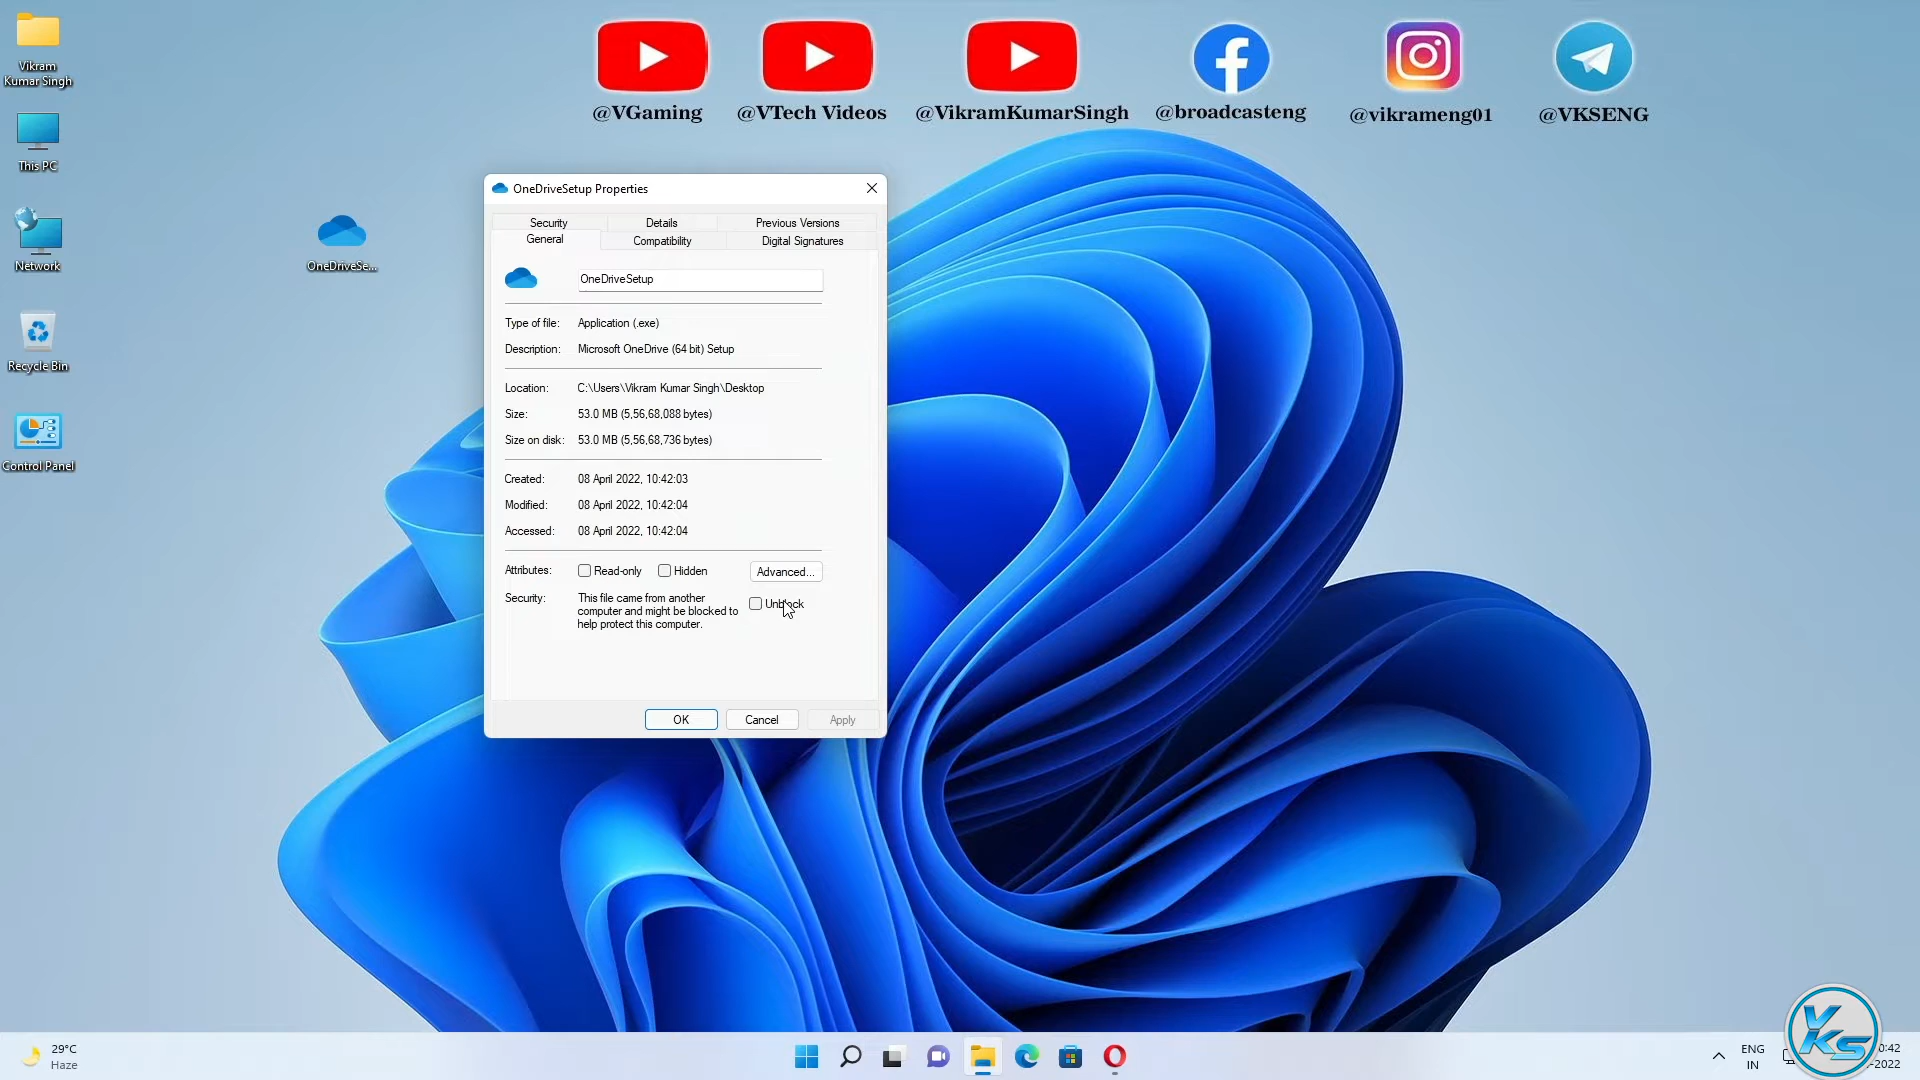 @VGaming
@VTech Videos
@VikramKumarSingh
@broadcasteng
@vikrameng01
@VKSENG
Vikram
Kumar Singh
This PC
Network
Recycle Bin
Control Panel
OneDriveSe...
OneDriveSetup Properties
Security
Details
Previous Versions
General
Compatibility
Digital Signatures
OneDriveSetup
Type of file: Application (.exe)
Description: Microsoft OneDrive (64 bit) Setup
Location: C:\Users\Vikram Kumar Singh\Desktop
Size: 53.0 MB (5,56,68,088 bytes)
Size on disk: 53.0 MB (5,56,68,736 bytes)
Created: 08 April 2022, 10:42:03
Modified: 08 April 2022, 10:42:04
Accessed: 08 April 2022, 10:42:04
Attributes: Read-only Hidden Advanced...
Security: This file came from another
computer and might be blocked to
help protect this computer.
Unblock
OK
Cancel
Apply
29°C
Haze
ENG
IN
0:42
-2022
VKS